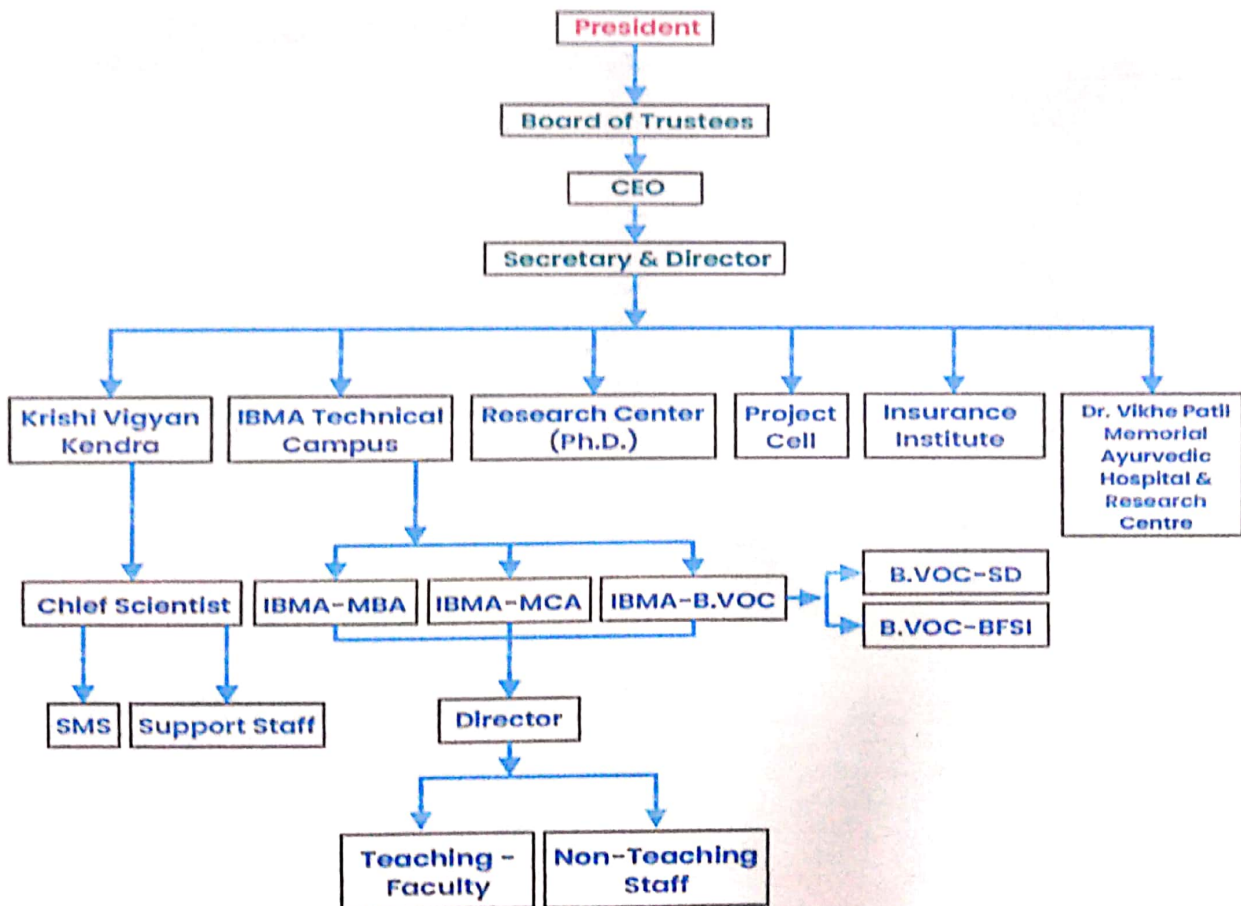 President
Board of Trustees
CEO
Secretary & Director
Krishi Vigyan
Kendra
IBMA Technical
Campus
Research Center
(Ph.D.)
Project
Cell
Insurance
Institute
Dr. Vikhe Patil
Memorial
Ayurvedic
Hospital &
Research
Centre
Chief Scientist
IBMA-MBA
IBMA-MCA
IBMA-B.VOC
B.VOC-SD
B.VOC-BFSI
SMS
Support Staff
Director
Teaching -
Faculty
Non-Teaching
Staff